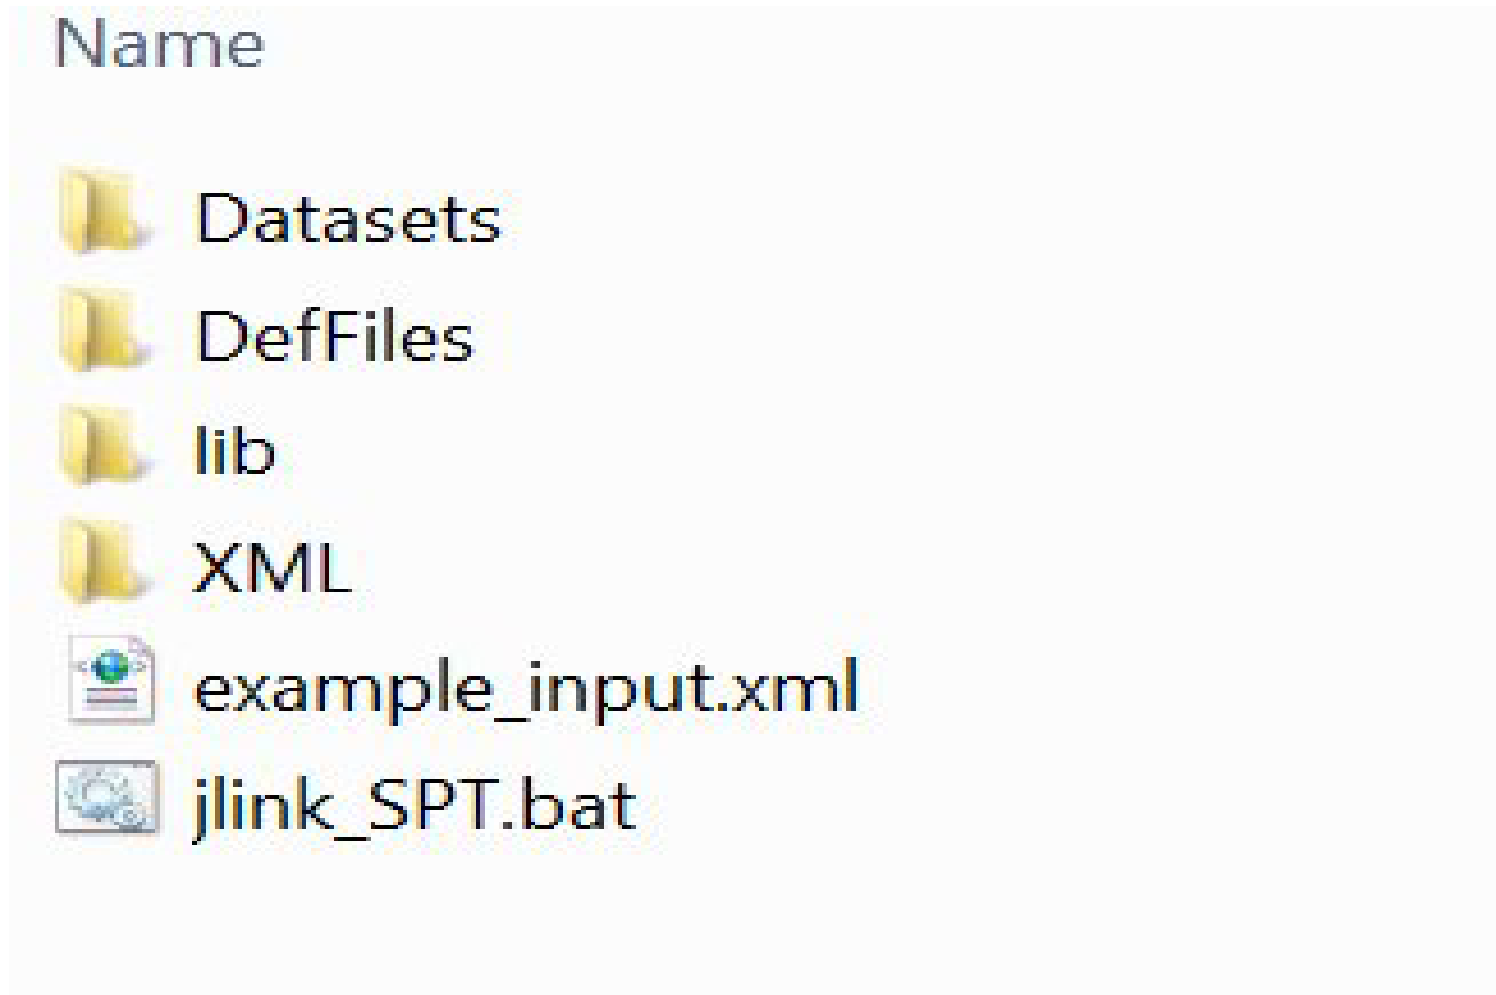 Name
Datasets
DefFiles
lib
XML
example_input.xml
jlink_SPT.bat